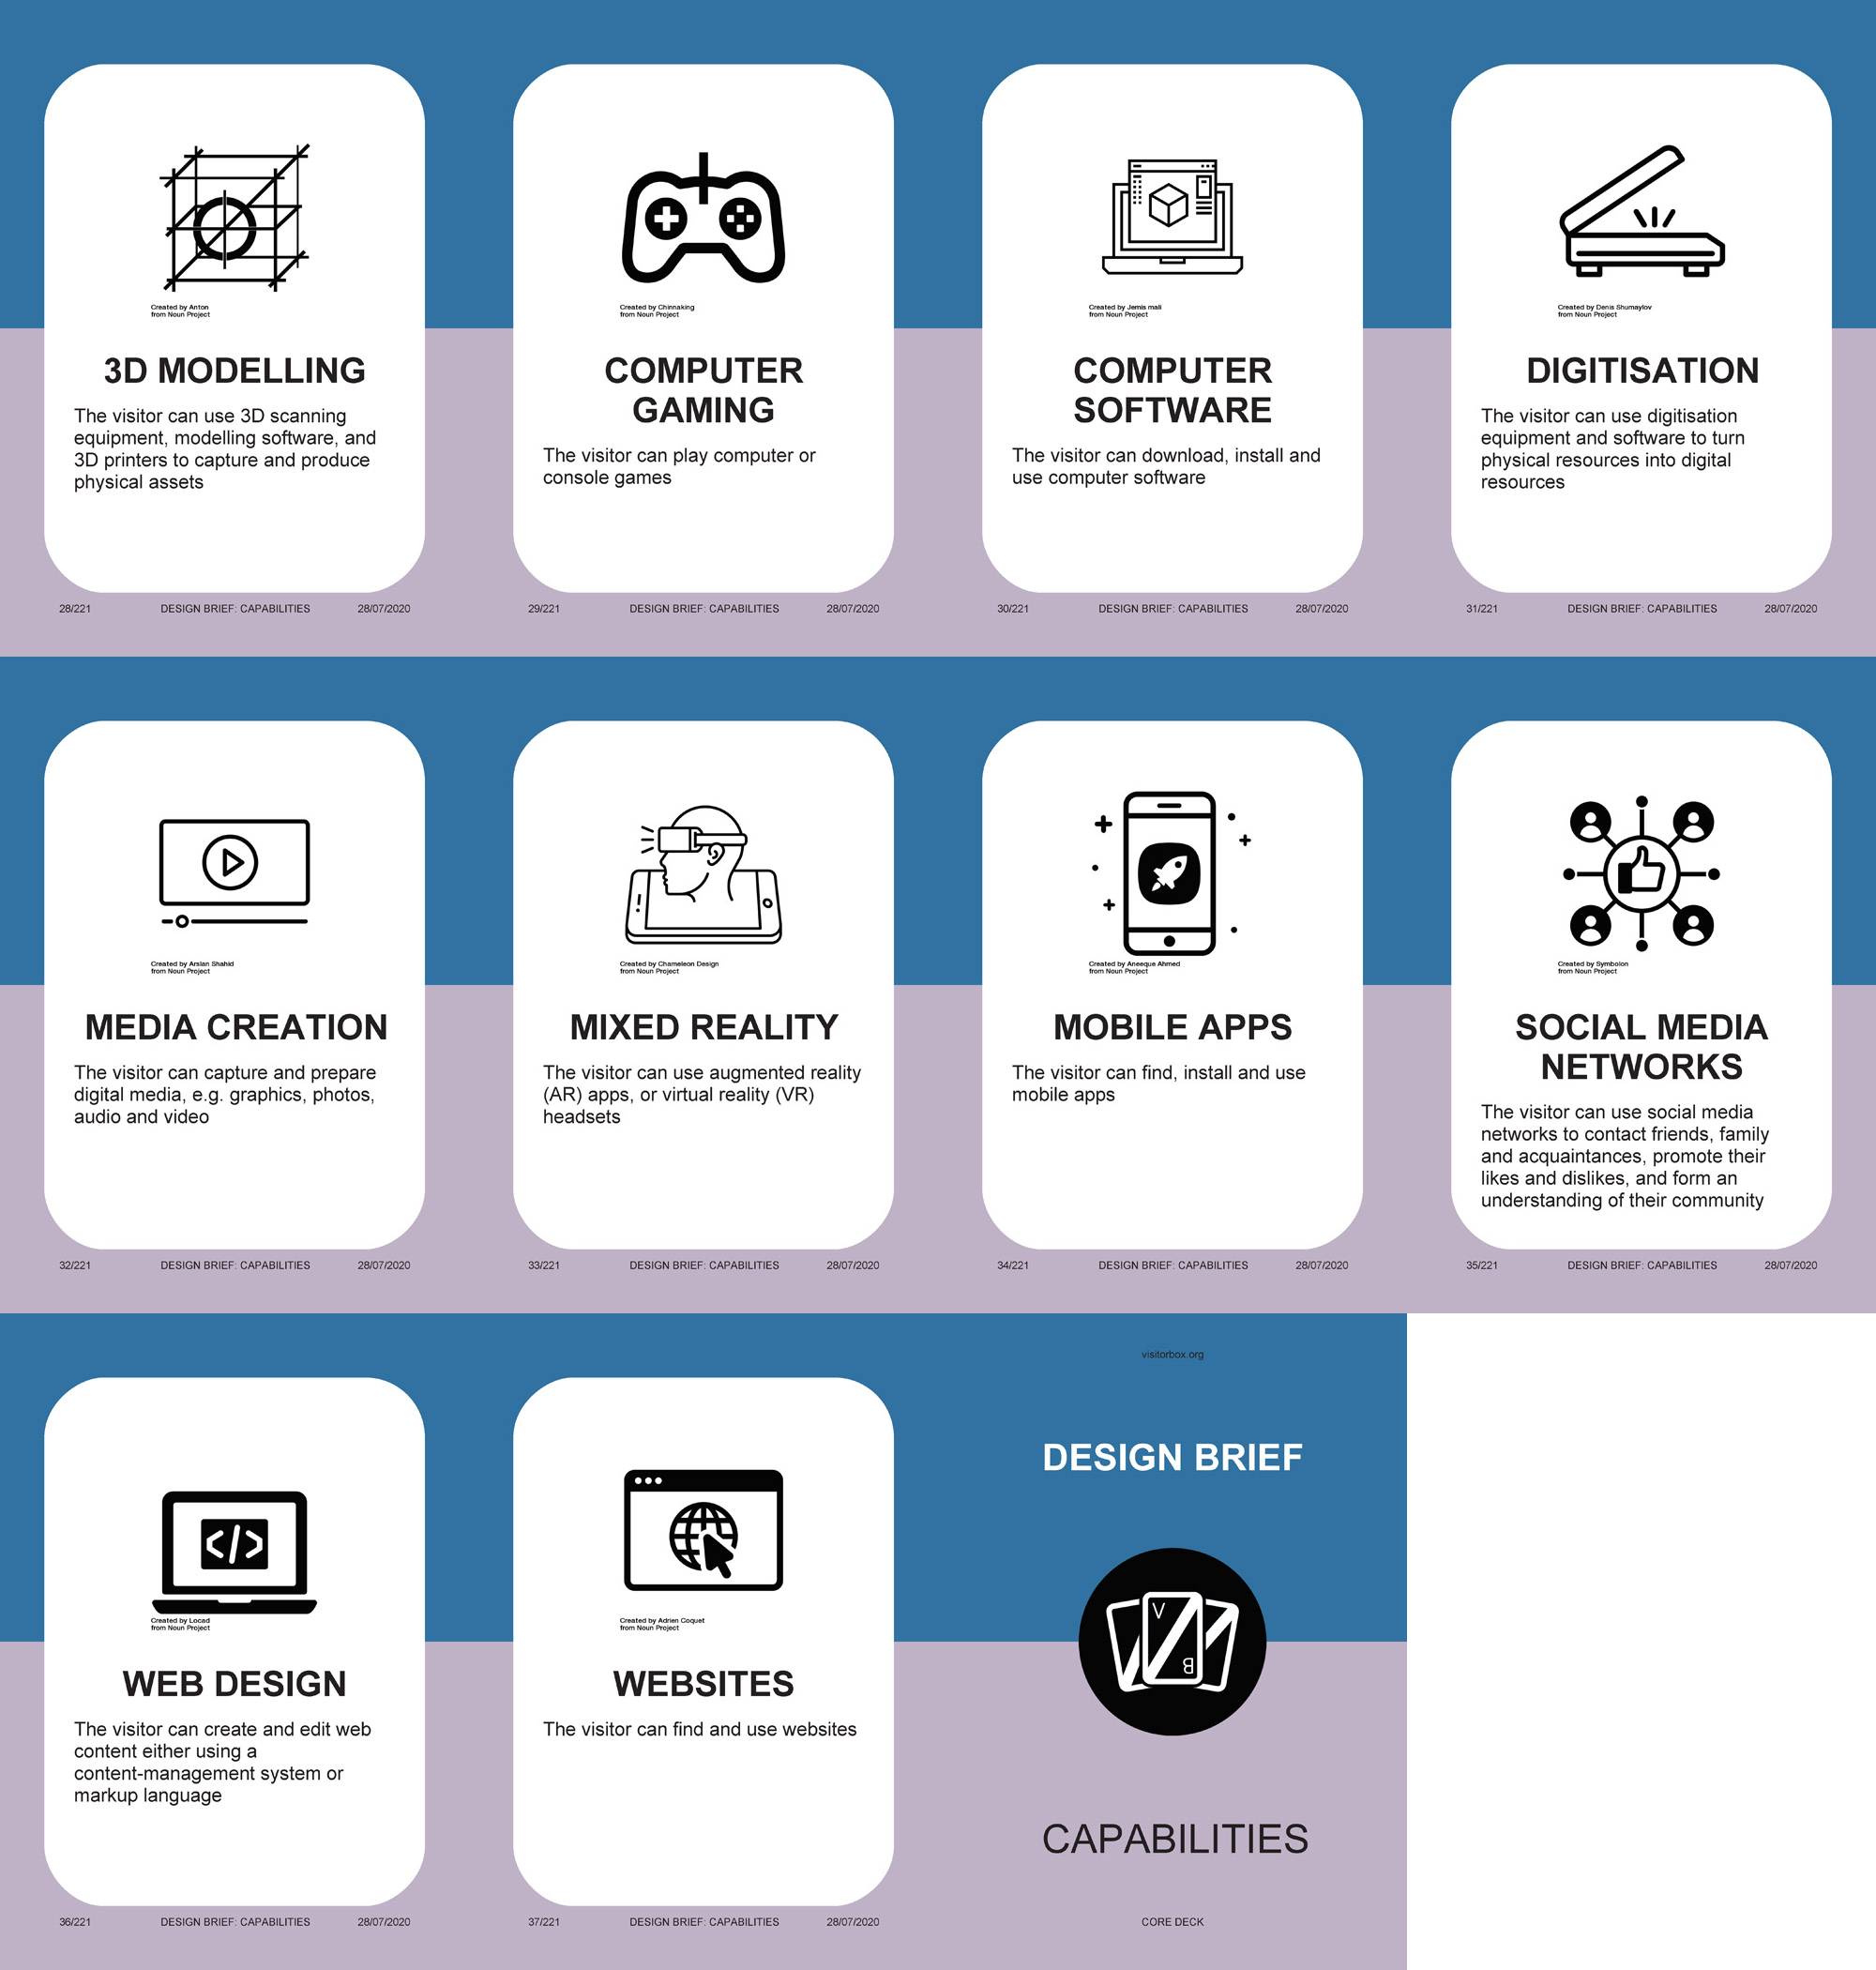 Created by Anton
from Noun Project
3D MODELLING
The visitor can use 3D scanning
equipment, modelling software, and
3D printers to capture and produce
physical assets
28/221 DESIGN BRIEF: CAPABILITIES 28/07/2020
Created by Chinnaking
from Noun Project
COMPUTER
GAMING
The visitor can play computer or
console games
29/221 DESIGN BRIEF: CAPABILITIES 28/07/2020
Created by Jemis mali
from Noun Project
COMPUTER
SOFTWARE
The visitor can download, install and
use computer software
30/221 DESIGN BRIEF: CAPABILITIES 28/07/2020
Created by Denis Shumaylov
from Noun Project
DIGITISATION
The visitor can use digitisation
equipment and software to turn
physical resources into digital
resources
31/221 DESIGN BRIEF: CAPABILITIES 28/07/2020
Created by Arslan Shahid
from Noun Project
MEDIA CREATION
The visitor can capture and prepare
digital media, e.g. graphics, photos,
audio and video
32/221 DESIGN BRIEF: CAPABILITIES 28/07/2020
Created by Chameleon Design
from Noun Project
MIXED REALITY
The visitor can use augmented reality
(AR) apps, or virtual reality (VR)
headsets
33/221 DESIGN BRIEF: CAPABILITIES 28/07/2020
Created by Aneeque Ahmed
from Noun Project
MOBILE APPS
The visitor can find, install and use
mobile apps
34/221 DESIGN BRIEF: CAPABILITIES 28/07/2020
Created by Symbolon
from Noun Project
SOCIAL MEDIA
NETWORKS
The visitor can use social media
networks to contact friends, family
and acquaintances, promote their
likes and dislikes, and form an
understanding of their community
35/221 DESIGN BRIEF: CAPABILITIES 28/07/2020
</>
Created by Locad
from Noun Project
WEB DESIGN
The visitor can create and edit web
content either using a
content-management system or
markup language
36/221 DESIGN BRIEF: CAPABILITIES 28/07/2020
Created by Adrien Coquet
from Noun Project
WEBSITES
The visitor can find and use websites
37/221 DESIGN BRIEF: CAPABILITIES 28/07/2020
visitorbox.org
DESIGN BRIEF
V
B
CAPABILITIES
CORE DECK